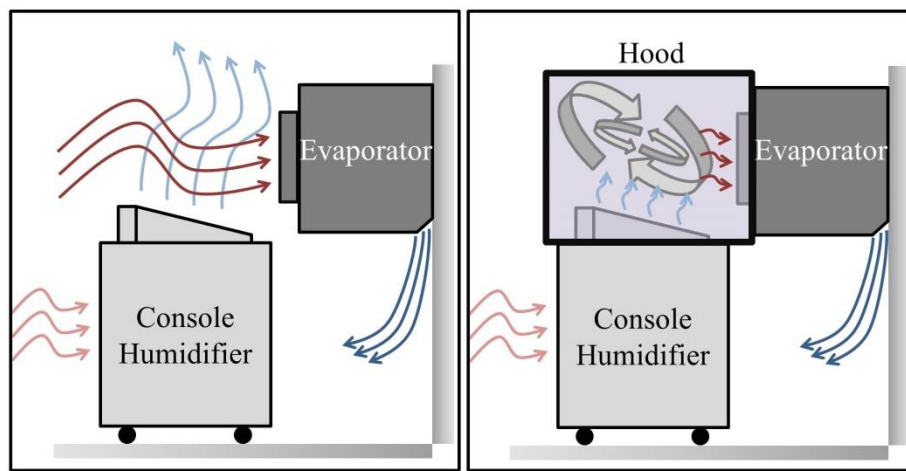 Evaporator
Console
Humidifier
Hood
Evaporator
Console
Humidifier